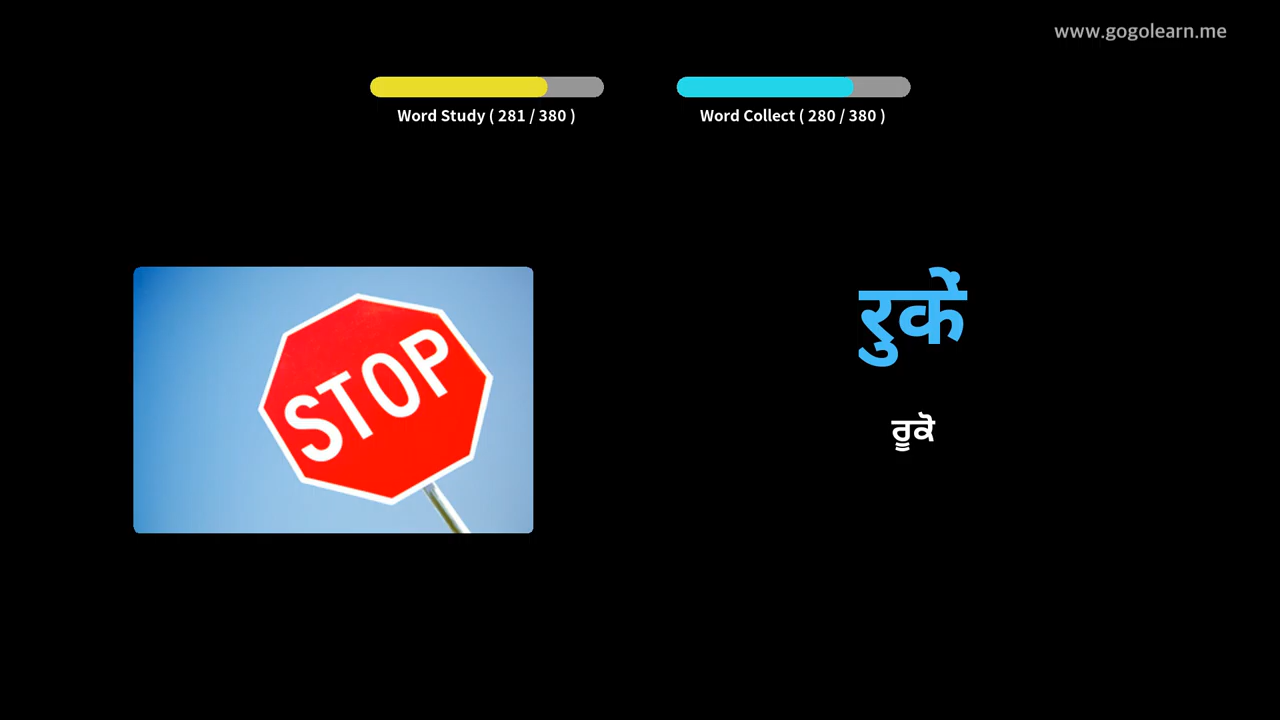 www.gogolearn.me
Word Study ( 281 / 380 )
Word Collect ( 280 / 380 )
STOP
रुकें
ਰੂਕੋ